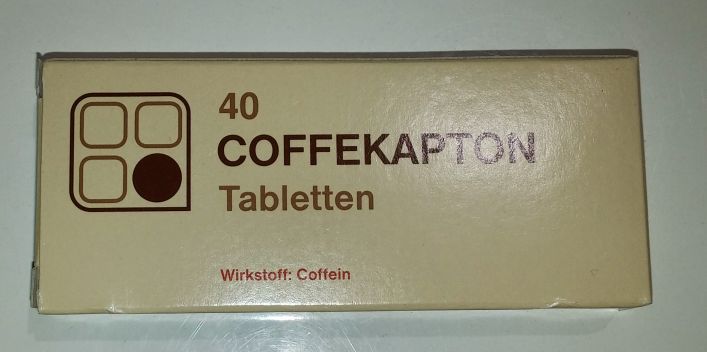 40
COFFEKAPTON
Tabletten
Wirkstoff: Coffein